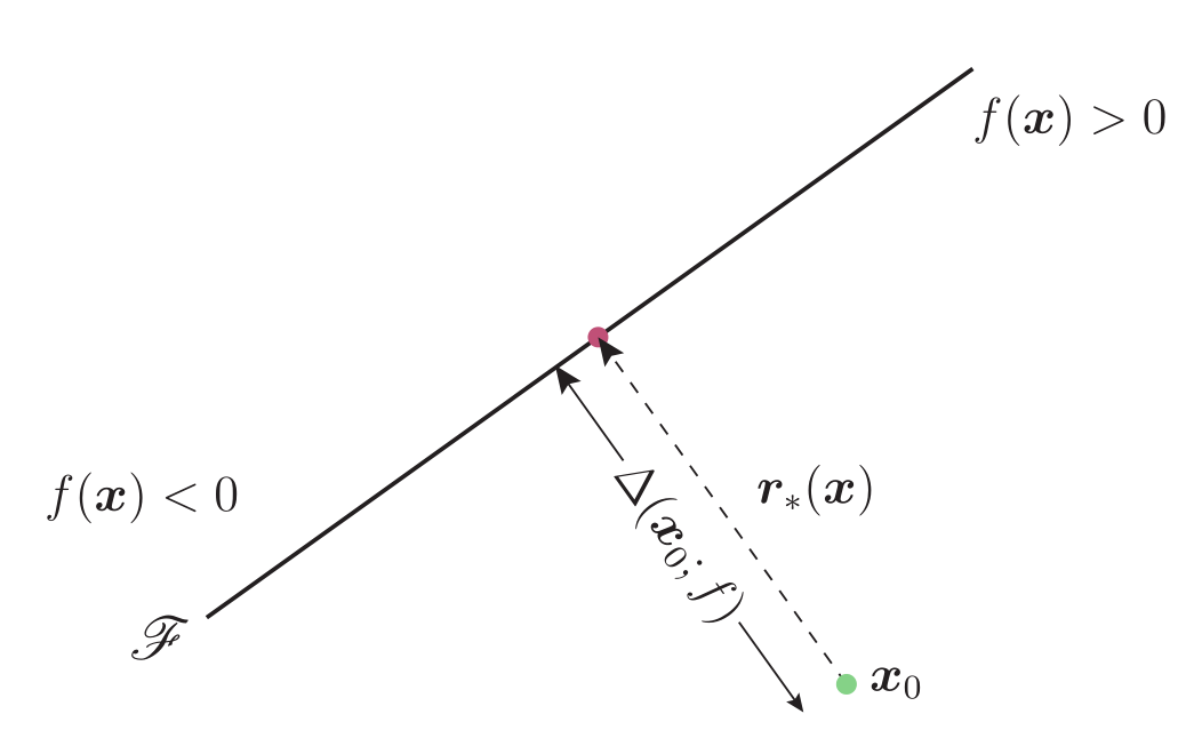 f(x) > 0
f(x) < 0
r∗(x)
Δ(x₀; f)
ℱ
x₀